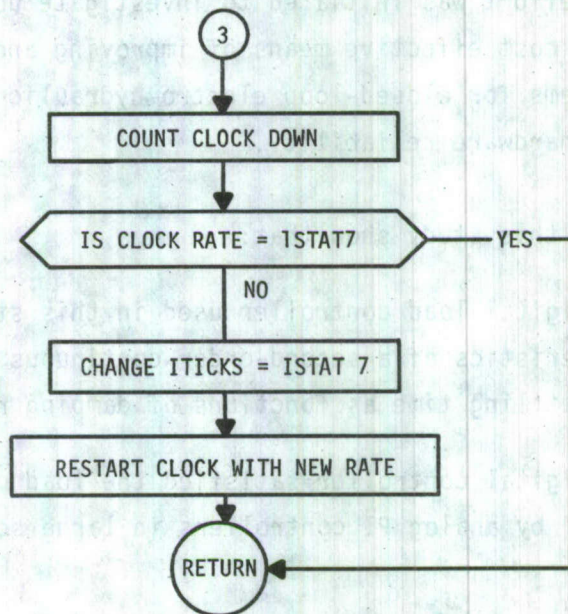 3
COUNT CLOCK DOWN
IS CLOCK RATE = ISTAT7
YES
NO
CHANGE ITICKS = ISTAT 7
RESTART CLOCK WITH NEW RATE
RETURN